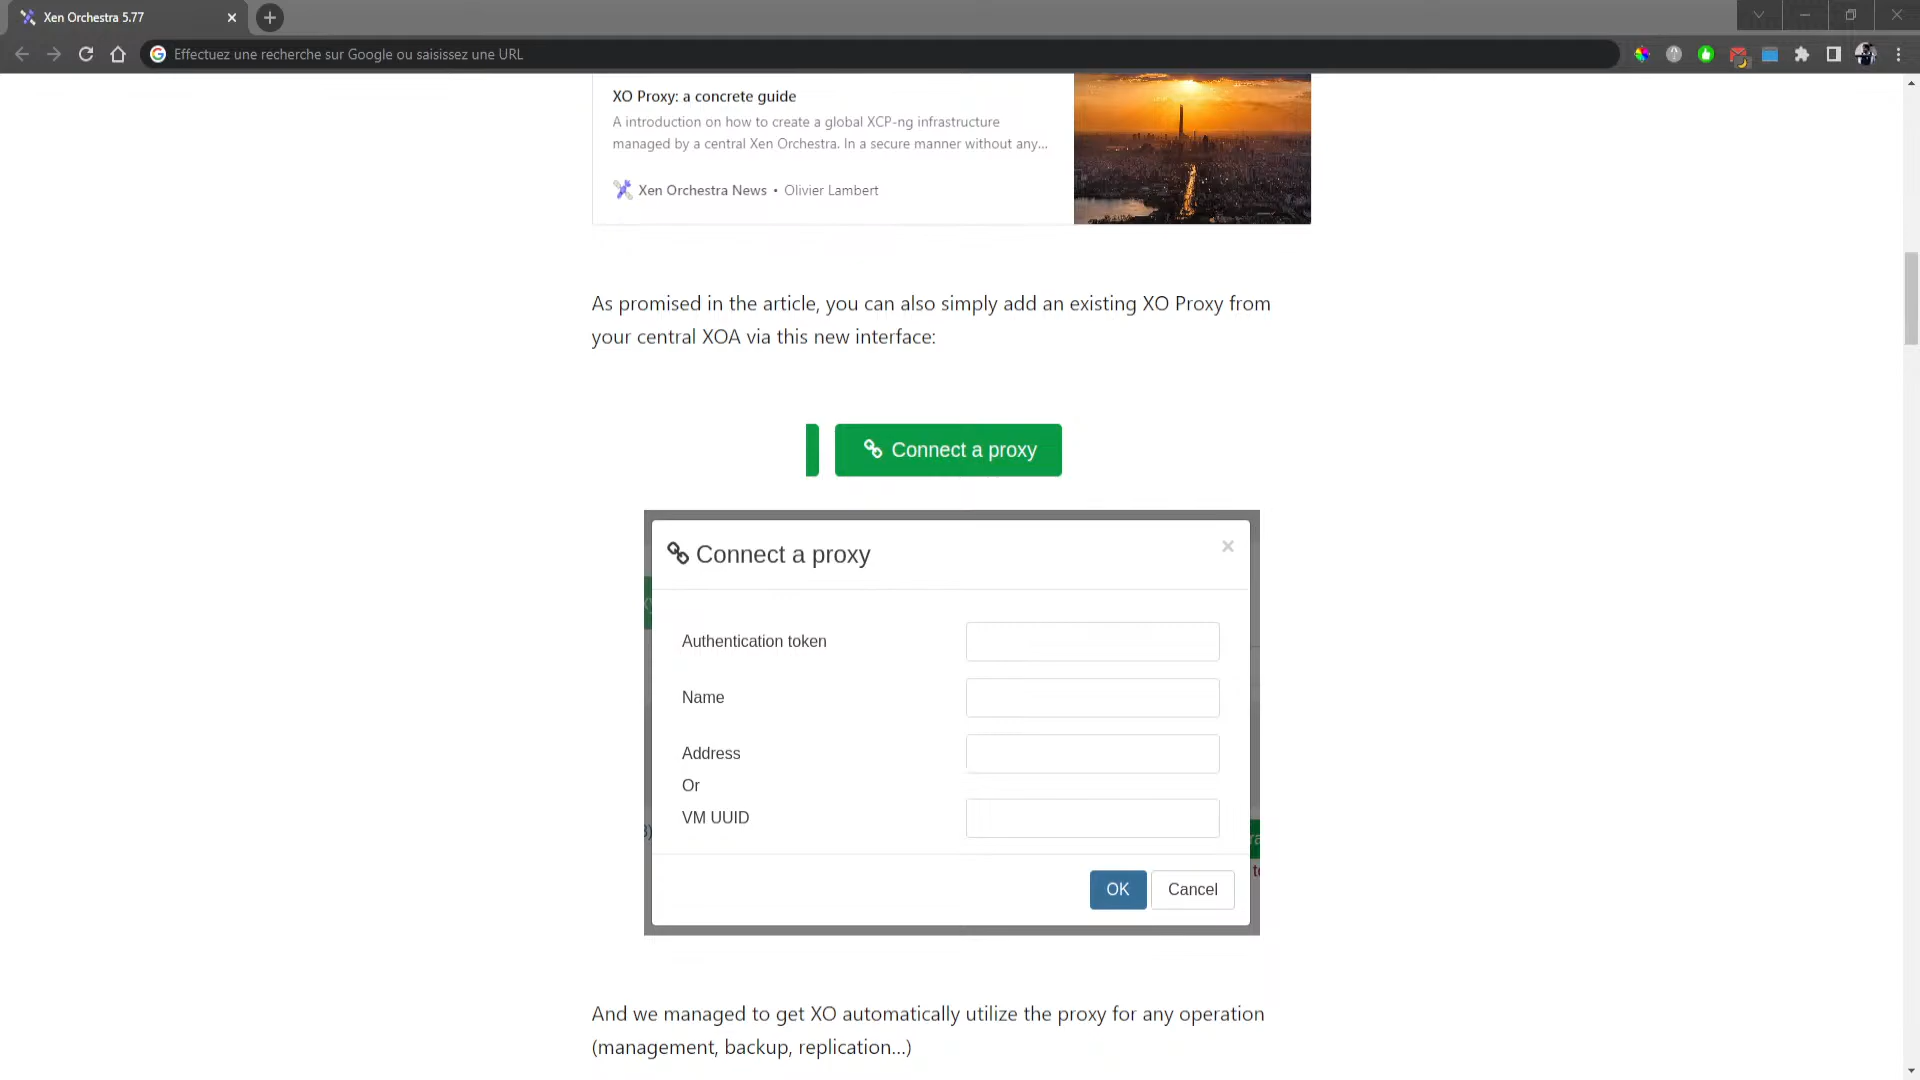 Xen Orchestra 5.77
Effectuez une recherche sur Google ou saisissez une URL
XO Proxy: a concrete guide
A introduction on how to create a global XCP-ng infrastructure
managed by a central Xen Orchestra. In a secure manner without any...
Xen Orchestra News • Olivier Lambert
As promised in the article, you can also simply add an existing XO Proxy from
your central XOA via this new interface:
Connect a proxy
Connect a proxy
Authentication token
Name
Address
Or
VM UUID
OK Cancel
And we managed to get XO automatically utilize the proxy for any operation
(management, backup, replication...)